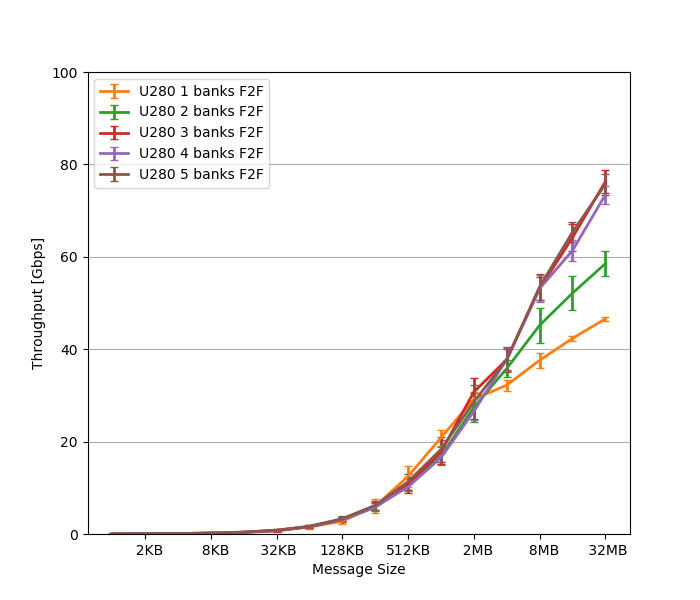 100
80
60
40
20
0
Throughput [Gbps]
U280 1 banks F2F
U280 2 banks F2F
U280 3 banks F2F
U280 4 banks F2F
U280 5 banks F2F
2KB 8KB 32KB 128KB 512KB 2MB 8MB 32MB
Message Size